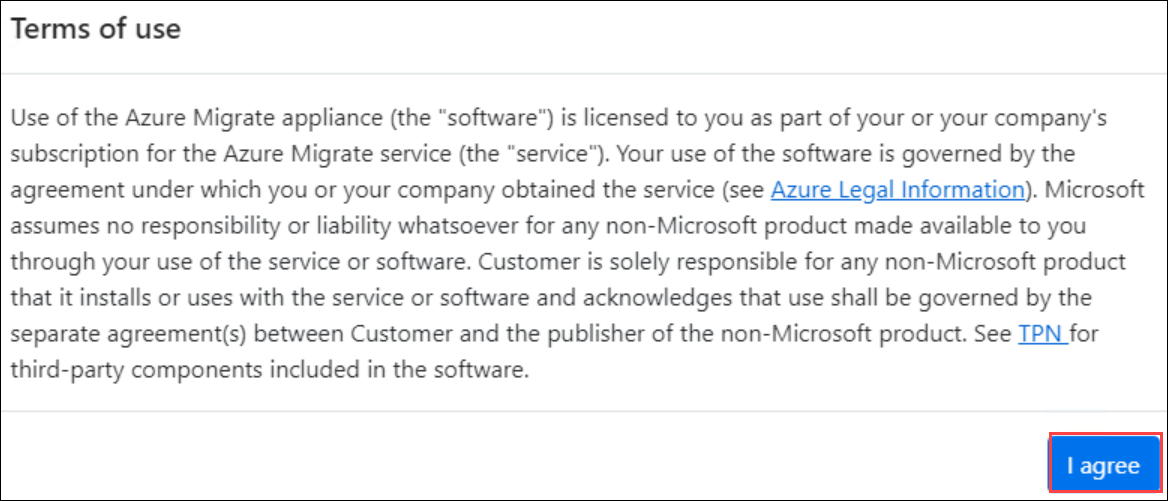 Terms of use
Use of the Azure Migrate appliance (the "software") is licensed to you as part of your or your company's
subscription for the Azure Migrate service (the "service"). Your use of the software is governed by the
agreement under which you or your company obtained the service (see Azure Legal Information). Microsoft
assumes no responsibility or liability whatsoever for any non-Microsoft product made available to you
through your use of the service or software. Customer is solely responsible for any non-Microsoft product
that it installs or uses with the service or software and acknowledges that use shall be governed by the
separate agreement(s) between Customer and the publisher of the non-Microsoft product. See TPN for
third-party components included in the software.
I agree